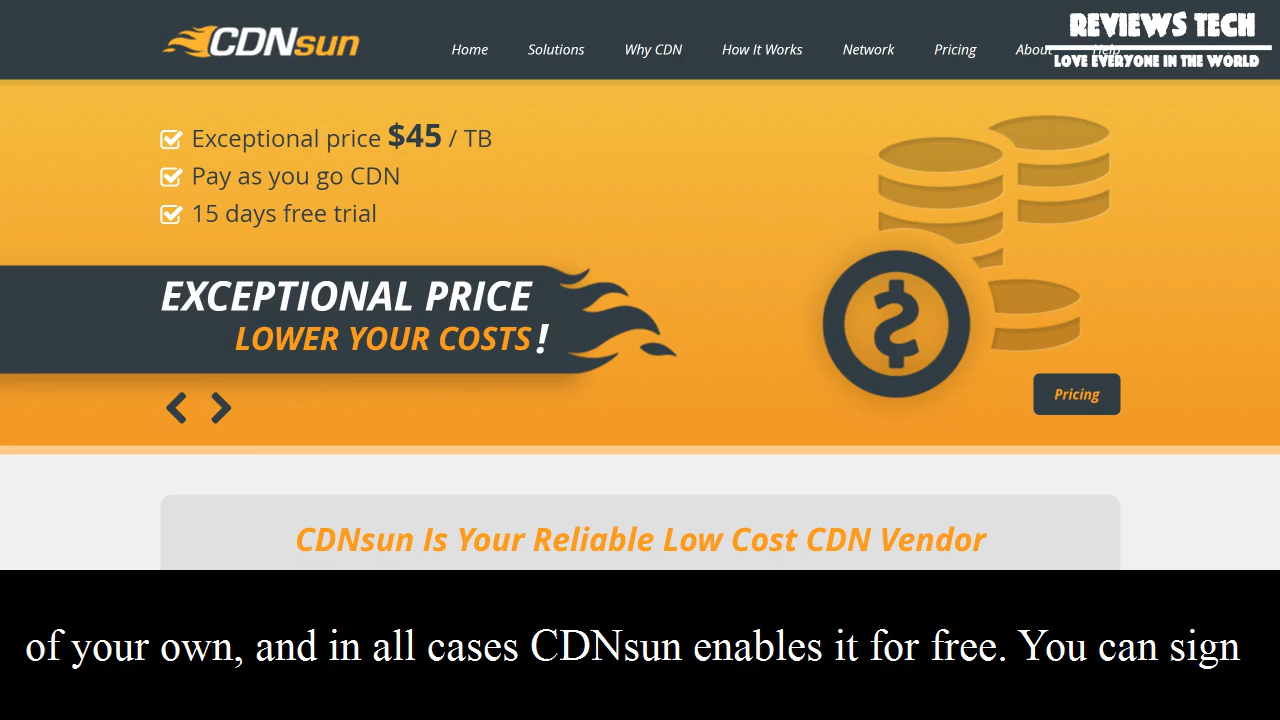 CDNsun
Home Solutions Why CDN How It Works Network Pricing About Help
REVIEWS TECH
LOVE EVERYONE IN THE WORLD
Exceptional price $45 / TB
Pay as you go CDN
15 days free trial
EXCEPTIONAL PRICE
LOWER YOUR COSTS!
Pricing
CDNsun Is Your Reliable Low Cost CDN Vendor
of your own, and in all cases CDNsun enables it for free. You can sign